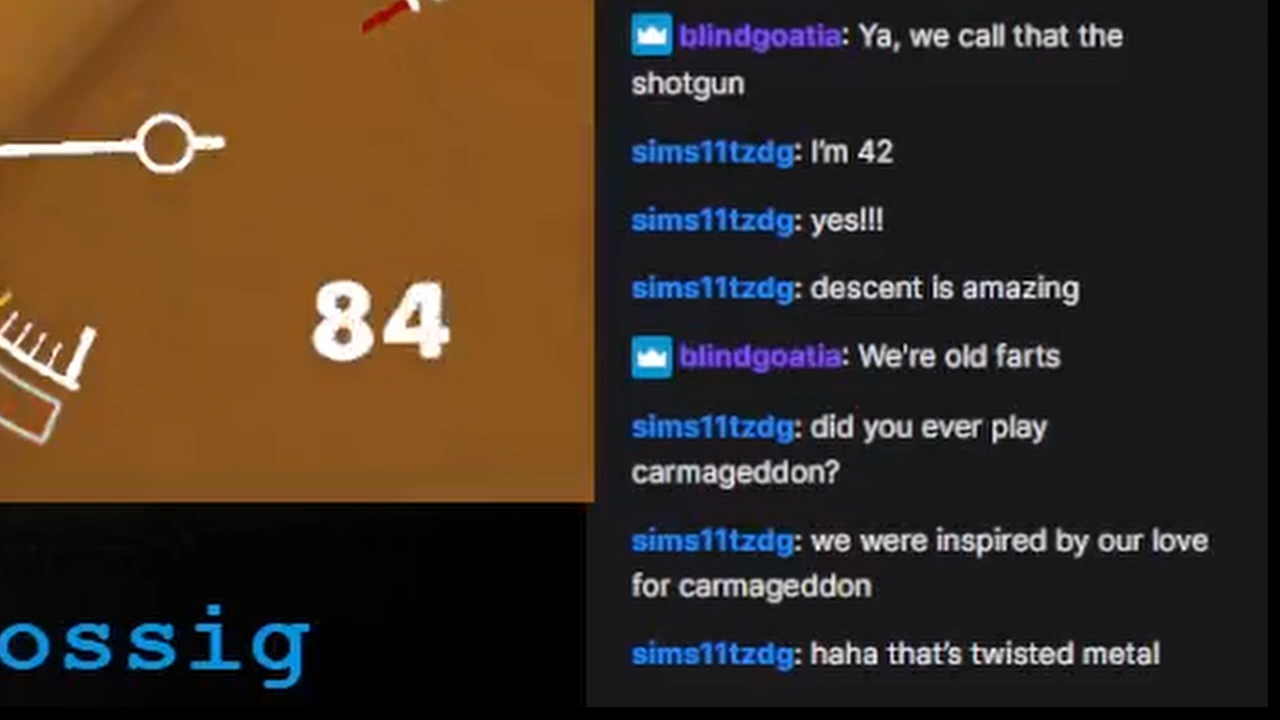 blindgoatia: Ya, we call that the
shotgun
sims11tzdg: I'm 42
sims11tzdg: yes!!!
sims11tzdg: descent is amazing
84
blindgoatia: We're old farts
sims11tzdg: did you ever play
carmageddon?
sims11tzdg: we were inspired by our love
for carmageddon
ossig
sims11tzdg: haha that's twisted metal